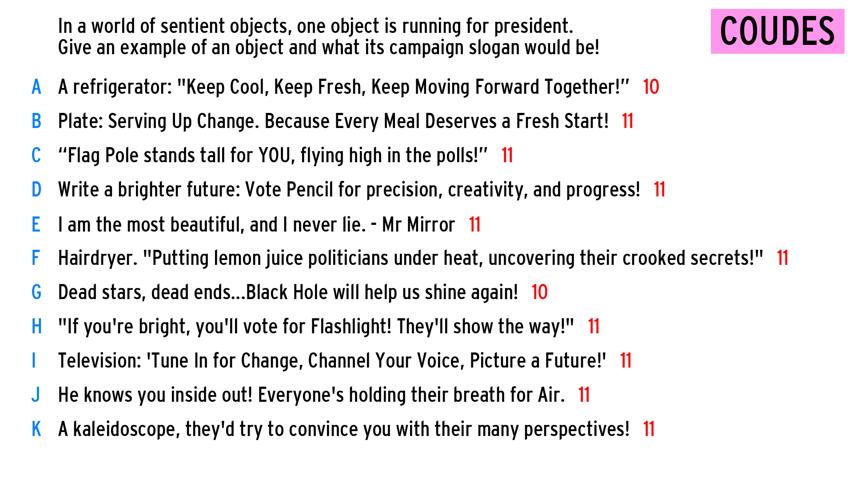 In a world of sentient objects, one object is running for president.
Give an example of an object and what its campaign slogan would be!
COUDES
A A refrigerator: "Keep Cool, Keep Fresh, Keep Moving Forward Together!” 10
B Plate: Serving Up Change. Because Every Meal Deserves a Fresh Start! 11
C “Flag Pole stands tall for YOU, flying high in the polls!” 11
D Write a brighter future: Vote Pencil for precision, creativity, and progress! 11
E I am the most beautiful, and I never lie. - Mr Mirror 11
F Hairdryer. "Putting lemon juice politicians under heat, uncovering their crooked secrets!" 11
G Dead stars, dead ends...Black Hole will help us shine again! 10
H "If you're bright, you'll vote for Flashlight! They'll show the way!" 11
I Television: 'Tune In for Change, Channel Your Voice, Picture a Future!' 11
J He knows you inside out! Everyone's holding their breath for Air. 11
K A kaleidoscope, they'd try to convince you with their many perspectives! 11